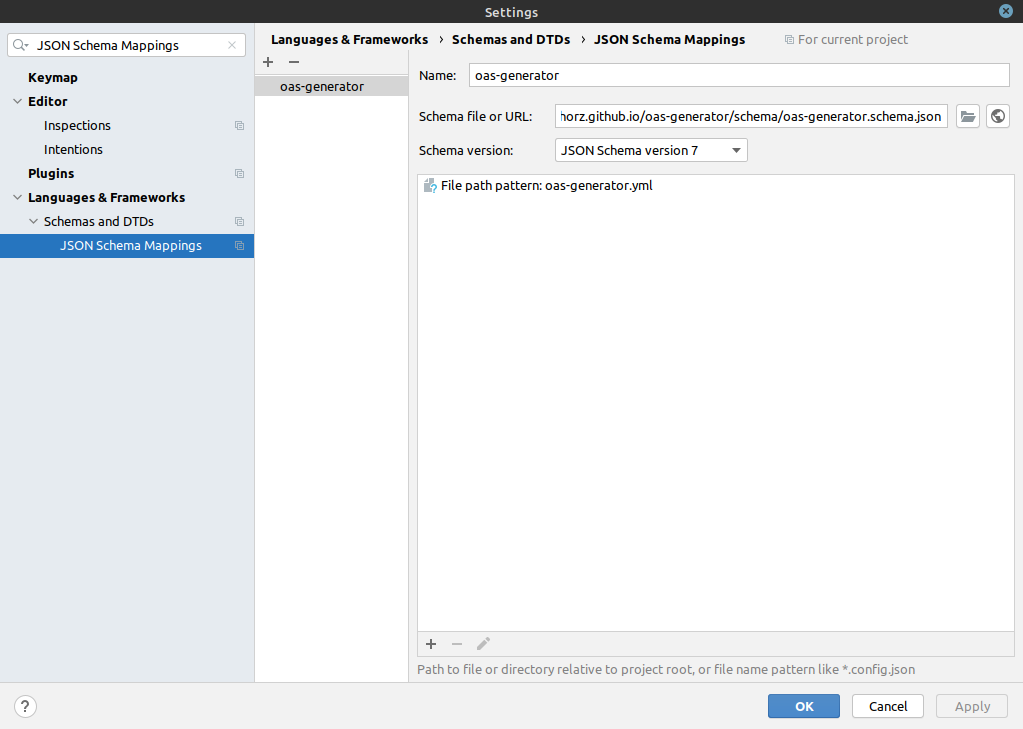 Settings
JSON Schema Mappings
Keymap
Editor
Inspections
Intentions
Plugins
Languages & Frameworks
Schemas and DTDs
JSON Schema Mappings
Languages & Frameworks › Schemas and DTDs › JSON Schema Mappings For current project
oas-generator
Name: oas-generator
Schema file or URL: horz.github.io/oas-generator/schema/oas-generator.schema.json
Schema version: JSON Schema version 7
File path pattern: oas-generator.yml
Path to file or directory relative to project root, or file name pattern like *.config.json
? OK Cancel Apply